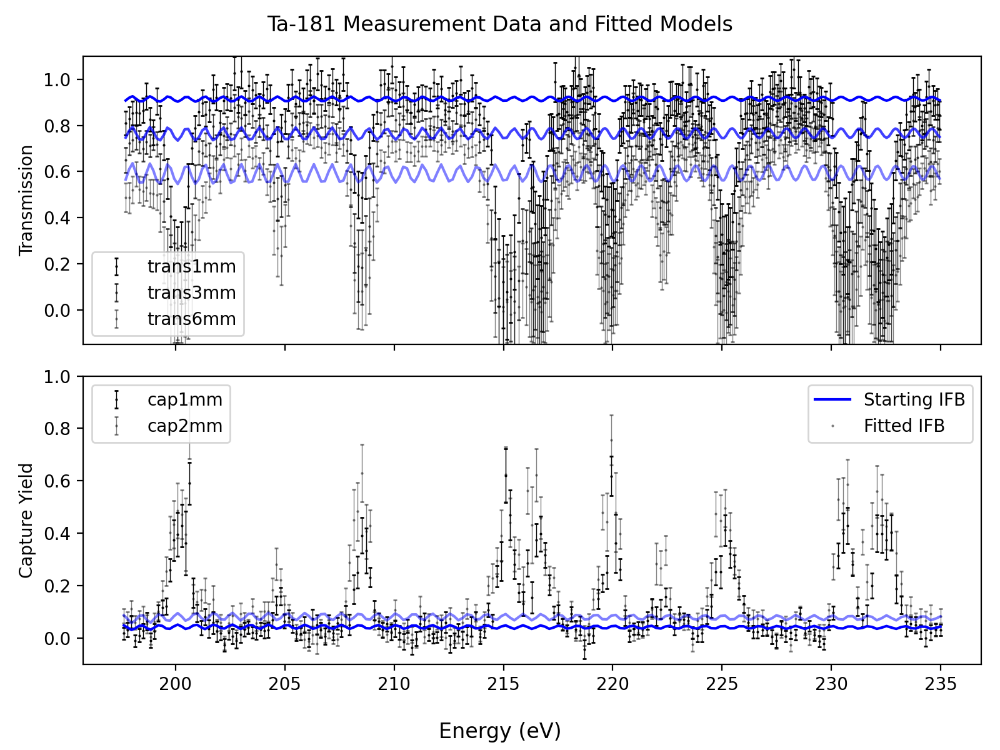 Ta-181 Measurement Data and Fitted Models
Transmission
1.0
0.8
0.6
0.4
0.2
0.0
trans1mm
trans3mm
trans6mm
Capture Yield
1.0
0.8
0.6
0.4
0.2
0.0
cap1mm
cap2mm
Starting IFB
Fitted IFB
200
205
210
215
220
225
230
235
Energy (eV)